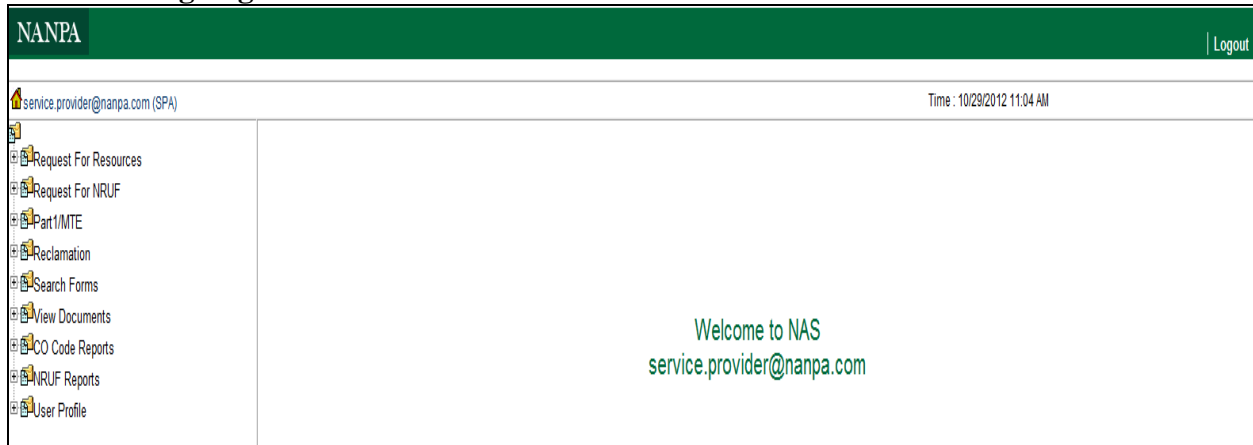 NANPA
Logout
service.provider@nanpa.com (SPA)
Time : 10/29/2012 11:04 AM
Request For Resources
Request For NRUF
Part1/MTE
Reclamation
Search Forms
View Documents
CO Code Reports
NRUF Reports
User Profile
Welcome to NAS
service.provider@nanpa.com